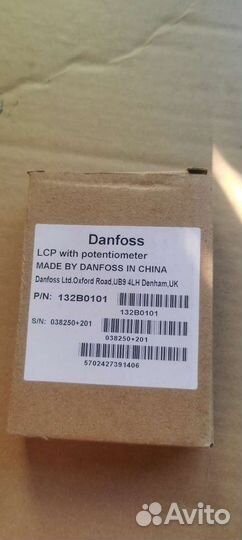 Danfoss
LCP with potentiometer
MADE BY DANFOSS IN CHINA
Danfoss Ltd.Oxford Road,UB9 4LH Denham,UK
P/N: 132B0101
132B0101
S/N: 038250+201
038250+201
5702427391406
Avito